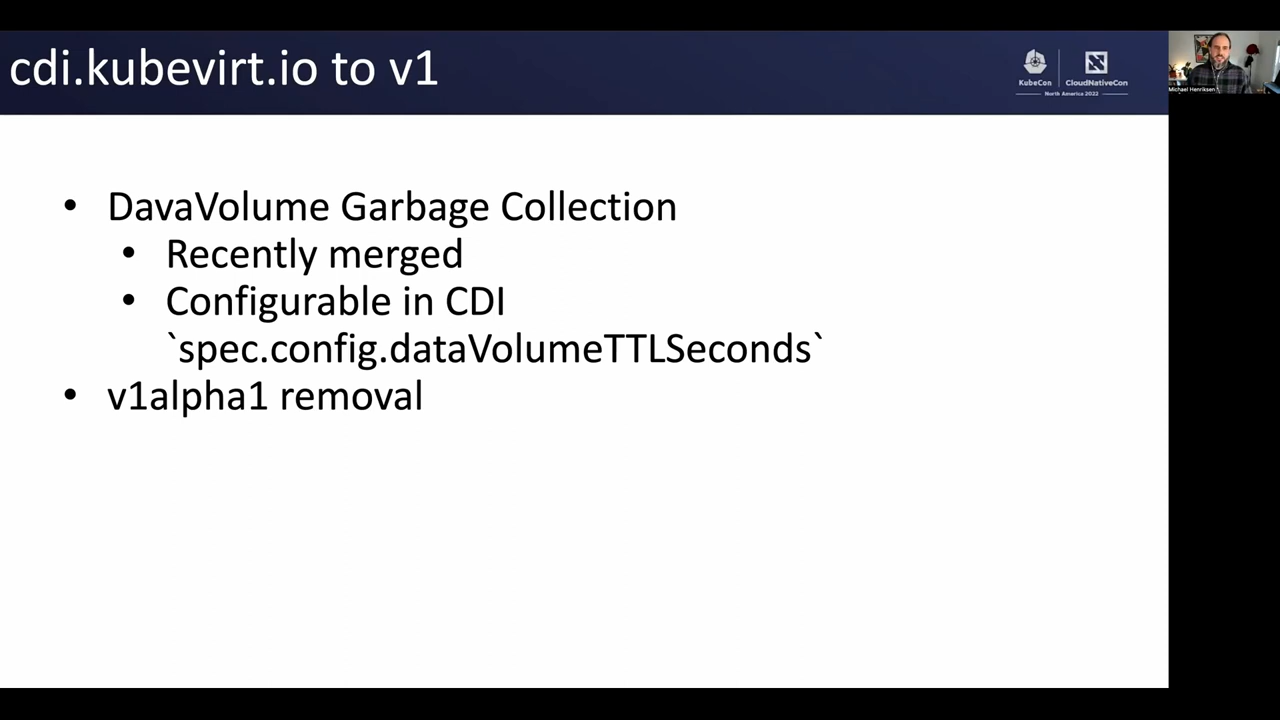 cdi.kubevirt.io to v1
KubeCon
CloudNativeCon
North America 2022
Michael Henriksen
• DavaVolume Garbage Collection
• Recently merged
• Configurable in CDI
`spec.config.dataVolumeTTLSeconds`
• v1alpha1 removal